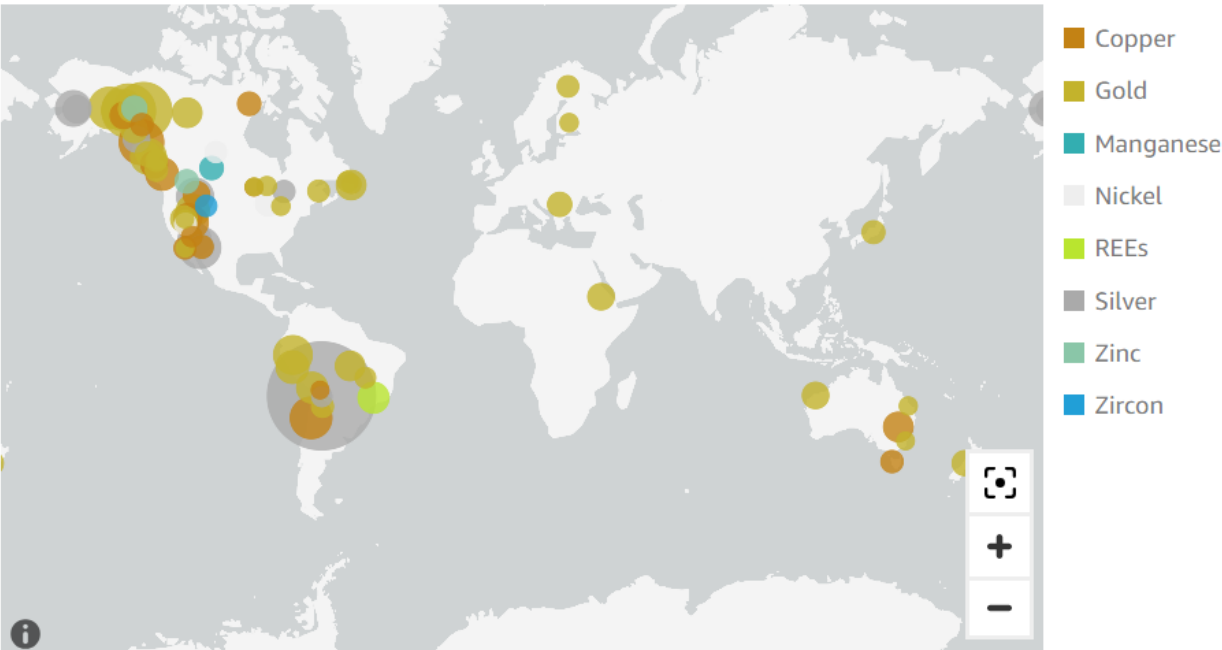 Copper
Gold
Manganese
Nickel
REEs
Silver
Zinc
Zircon